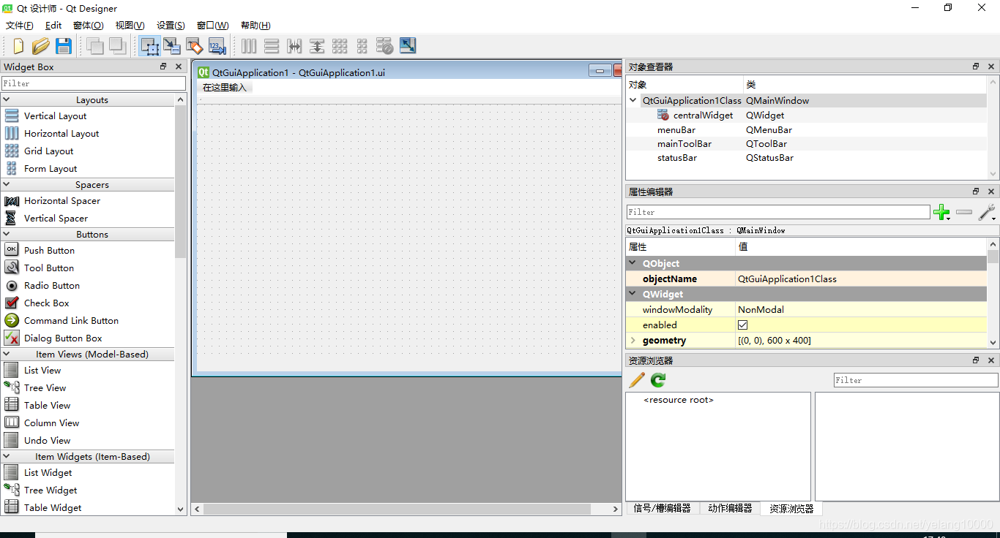 Qt 设计师 - Qt Designer
文件(F) Edit 窗体(O) 视图(V) 设置(S) 窗口(W) 帮助(H)
123
Widget Box
Filter
Layouts
Vertical Layout
Horizontal Layout
Grid Layout
Form Layout
Spacers
Horizontal Spacer
Vertical Spacer
Buttons
OK Push Button
Tool Button
Radio Button
Check Box
Command Link Button
Dialog Button Box
Item Views (Model-Based)
List View
Tree View
Table View
Column View
Undo View
Item Widgets (Item-Based)
List Widget
Tree Widget
Table Widget
Qt QtGuiApplication1 - QtGuiApplication1.ui
在这里输入
对象查看器
对象 类
QtGuiApplication1Class QMainWindow
centralWidget QWidget
menuBar QMenuBar
mainToolBar QToolBar
statusBar QStatusBar
属性编辑器
Filter
QtGuiApplication1Class : QMainWindow
属性 值
QObject
objectName QtGuiApplication1Class
QWidget
windowModality NonModal
enabled
geometry [(0, 0), 600 x 400]
资源浏览器
Filter
<resource root>
信号/槽编辑器 动作编辑器 资源浏览器
https://blog.csdn.net/yelang10000